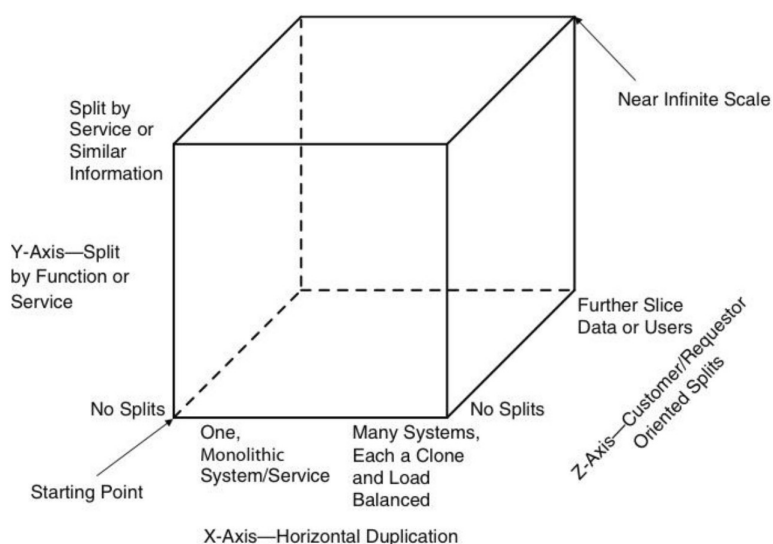 Near Infinite Scale
Split by
Service or
Similar
Information
Y-Axis—Split
by Function or
Service
Further Slice
Data or Users
Z-Axis—Customer/Requestor
Oriented Splits
No Splits
No Splits
One,
Monolithic
System/Service
Many Systems,
Each a Clone
and Load
Balanced
Starting Point
X-Axis—Horizontal Duplication